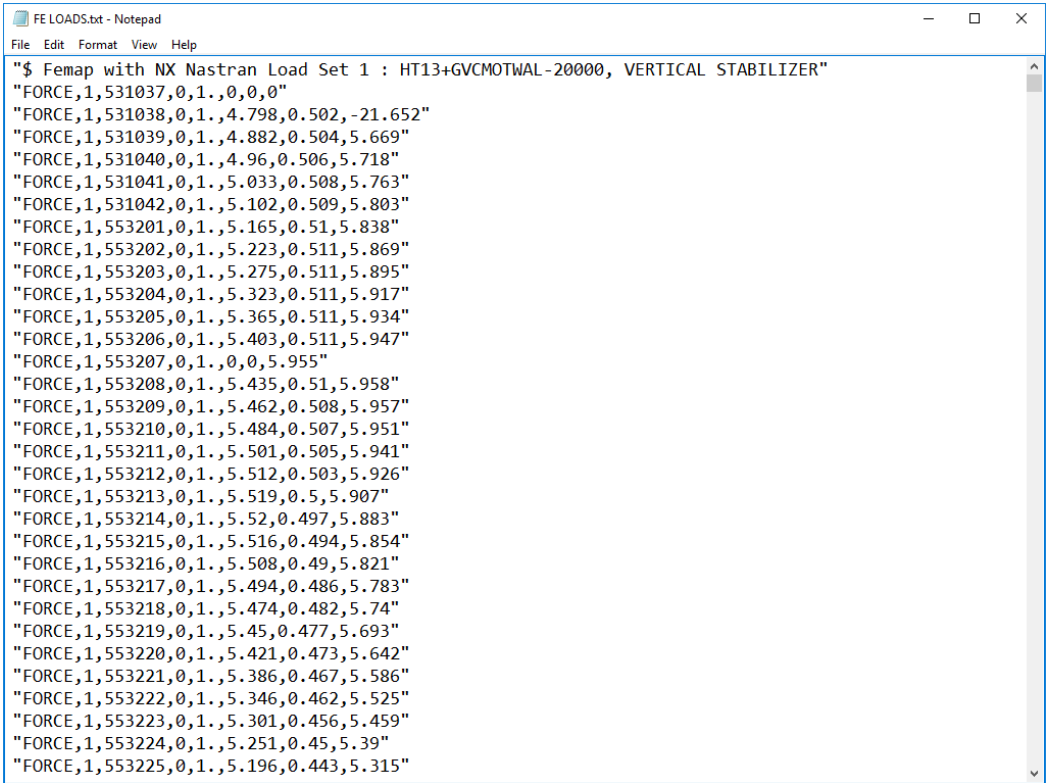 FE LOADS.txt - Notepad
File Edit Format View Help
"$ Femap with NX Nastran Load Set 1 : HT13+GVCMOTWAL-20000, VERTICAL STABILIZER"
"FORCE,1,531037,0,1.,0,0,0"
"FORCE,1,531038,0,1.,4.798,0.502,-21.652"
"FORCE,1,531039,0,1.,4.882,0.504,5.669"
"FORCE,1,531040,0,1.,4.96,0.506,5.718"
"FORCE,1,531041,0,1.,5.033,0.508,5.763"
"FORCE,1,531042,0,1.,5.102,0.509,5.803"
"FORCE,1,553201,0,1.,5.165,0.51,5.838"
"FORCE,1,553202,0,1.,5.223,0.511,5.869"
"FORCE,1,553203,0,1.,5.275,0.511,5.895"
"FORCE,1,553204,0,1.,5.323,0.511,5.917"
"FORCE,1,553205,0,1.,5.365,0.511,5.934"
"FORCE,1,553206,0,1.,5.403,0.511,5.947"
"FORCE,1,553207,0,1.,0,0,5.955"
"FORCE,1,553208,0,1.,5.435,0.51,5.958"
"FORCE,1,553209,0,1.,5.462,0.508,5.957"
"FORCE,1,553210,0,1.,5.484,0.507,5.951"
"FORCE,1,553211,0,1.,5.501,0.505,5.941"
"FORCE,1,553212,0,1.,5.512,0.503,5.926"
"FORCE,1,553213,0,1.,5.519,0.5,5.907"
"FORCE,1,553214,0,1.,5.52,0.497,5.883"
"FORCE,1,553215,0,1.,5.516,0.494,5.854"
"FORCE,1,553216,0,1.,5.508,0.49,5.821"
"FORCE,1,553217,0,1.,5.494,0.486,5.783"
"FORCE,1,553218,0,1.,5.474,0.482,5.74"
"FORCE,1,553219,0,1.,5.45,0.477,5.693"
"FORCE,1,553220,0,1.,5.421,0.473,5.642"
"FORCE,1,553221,0,1.,5.386,0.467,5.586"
"FORCE,1,553222,0,1.,5.346,0.462,5.525"
"FORCE,1,553223,0,1.,5.301,0.456,5.459"
"FORCE,1,553224,0,1.,5.251,0.45,5.39"
"FORCE,1,553225,0,1.,5.196,0.443,5.315"